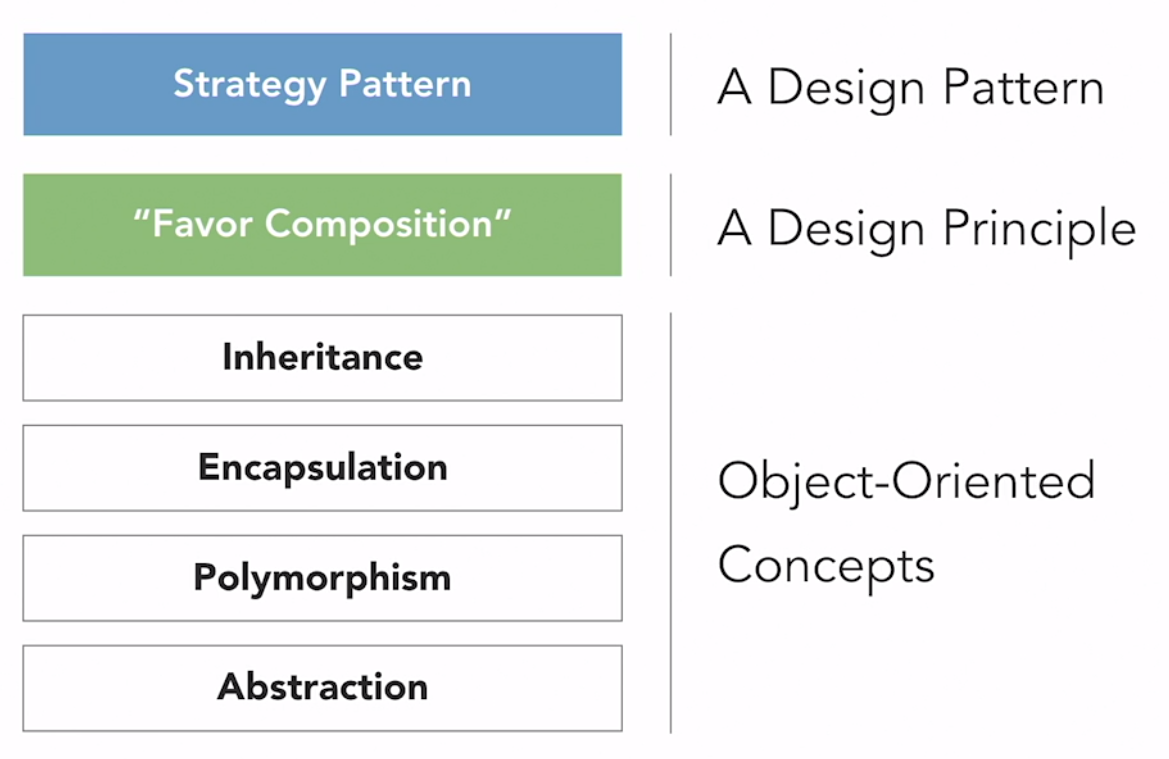 Strategy Pattern
A Design Pattern
“Favor Composition”
A Design Principle
Inheritance
Encapsulation
Polymorphism
Abstraction
Object-Oriented
Concepts